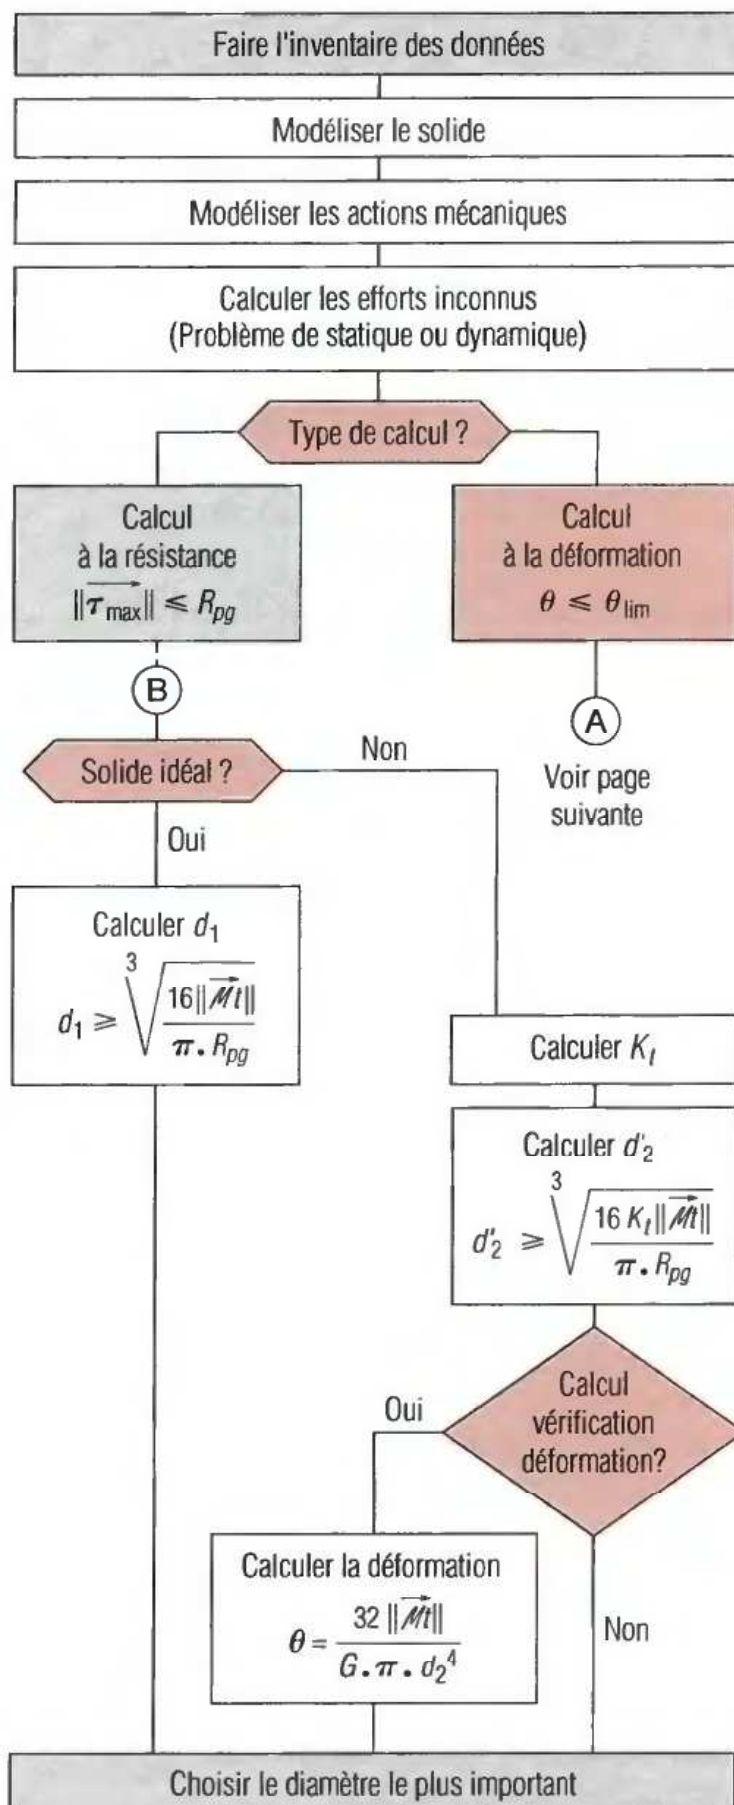 Faire l'inventaire des données
Modéliser le solide
Modéliser les actions mécaniques
Calculer les efforts inconnus
(Problème de statique ou dynamique)
Type de calcul ?
Calcul
à la résistance
||τmax|| ⩽ Rpg
Calcul
à la déformation
θ ⩽ θlim
B
A
Voir page
suivante
Solide idéal ?
Non
Oui
Calculer d1
d1 ⩾ ∛(16||Mt|| / π . Rpg)
Calculer Kt
Calculer d'2
d'2 ⩾ ∛(16 Kt||Mt|| / π . Rpg)
Calcul
vérification
déformation?
Oui
Calculer la déformation
θ = 32 ||Mt|| / G . π . d2⁴
Non
Choisir le diamètre le plus important